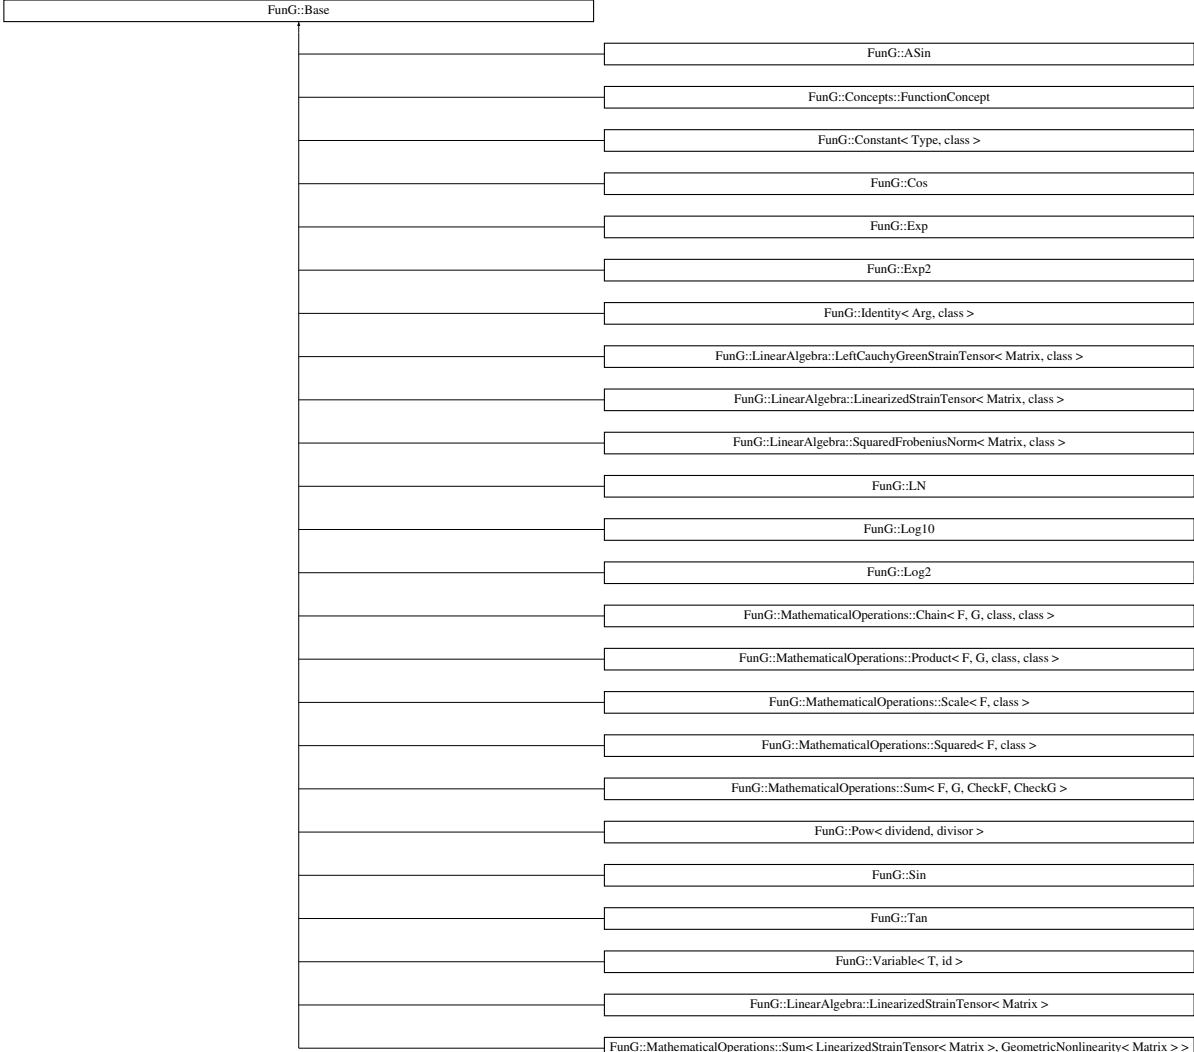 FunG::Base
FunG::ASin
FunG::Concepts::FunctionConcept
FunG::Constant< Type, class >
FunG::Cos
FunG::Exp
FunG::Exp2
FunG::Identity< Arg, class >
FunG::LinearAlgebra::LeftCauchyGreenStrainTensor< Matrix, class >
FunG::LinearAlgebra::LinearizedStrainTensor< Matrix, class >
FunG::LinearAlgebra::SquaredFrobeniusNorm< Matrix, class >
FunG::LN
FunG::Log10
FunG::Log2
FunG::MathematicalOperations::Chain< F, G, class, class >
FunG::MathematicalOperations::Product< F, G, class, class >
FunG::MathematicalOperations::Scale< F, class >
FunG::MathematicalOperations::Squared< F, class >
FunG::MathematicalOperations::Sum< F, G, CheckF, CheckG >
FunG::Pow< dividend, divisor >
FunG::Sin
FunG::Tan
FunG::Variable< T, id >
FunG::LinearAlgebra::LinearizedStrainTensor< Matrix >
FunG::MathematicalOperations::Sum< LinearizedStrainTensor< Matrix >, GeometricNonlinearity< Matrix > >